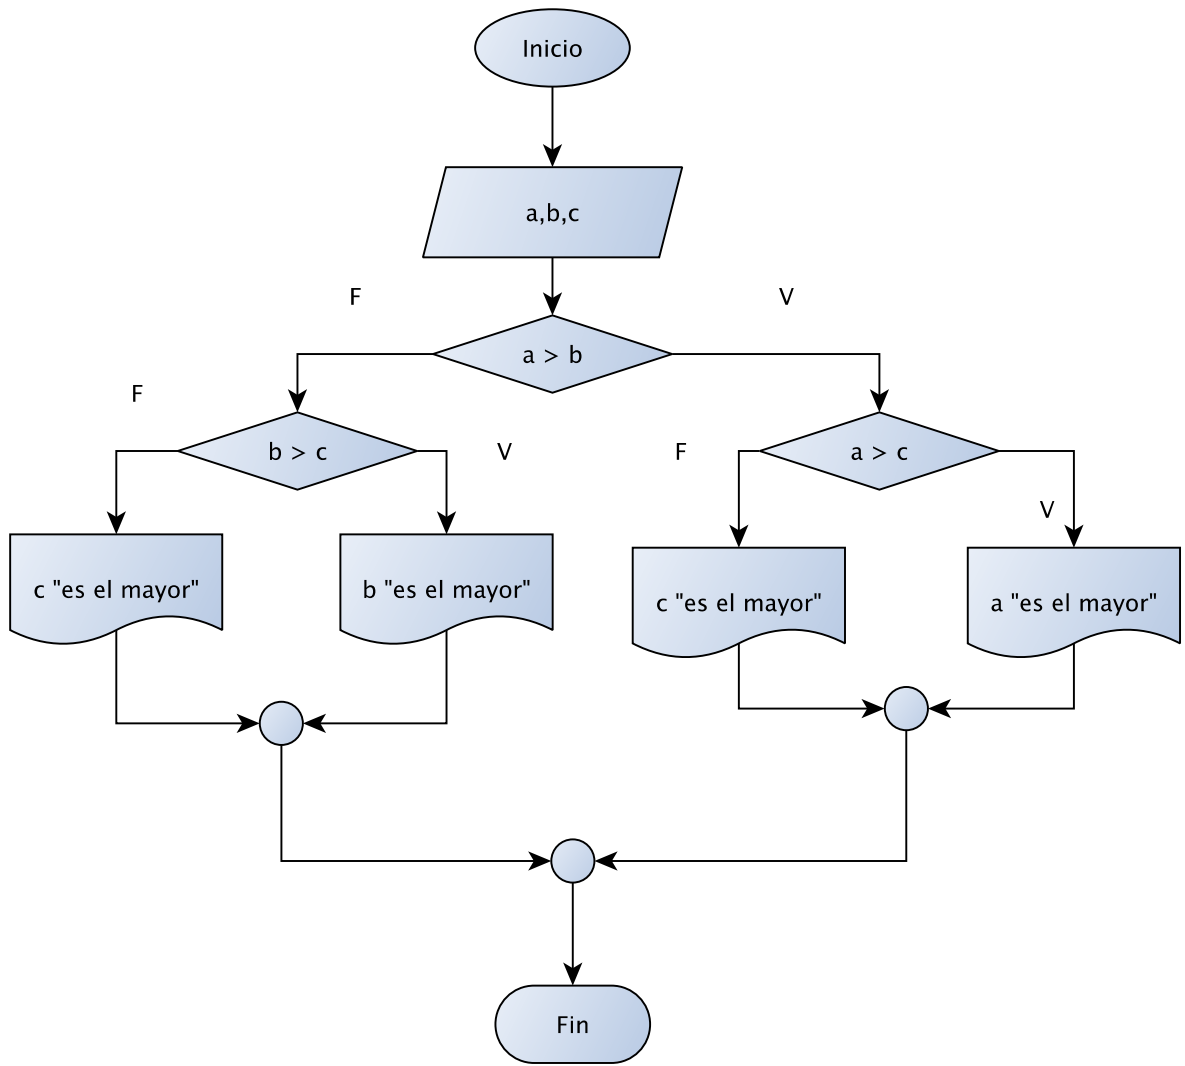 Inicio
a,b,c
F
V
a > b
F
b > c
V
F
a > c
V
c "es el mayor"
b "es el mayor"
c "es el mayor"
a "es el mayor"
Fin